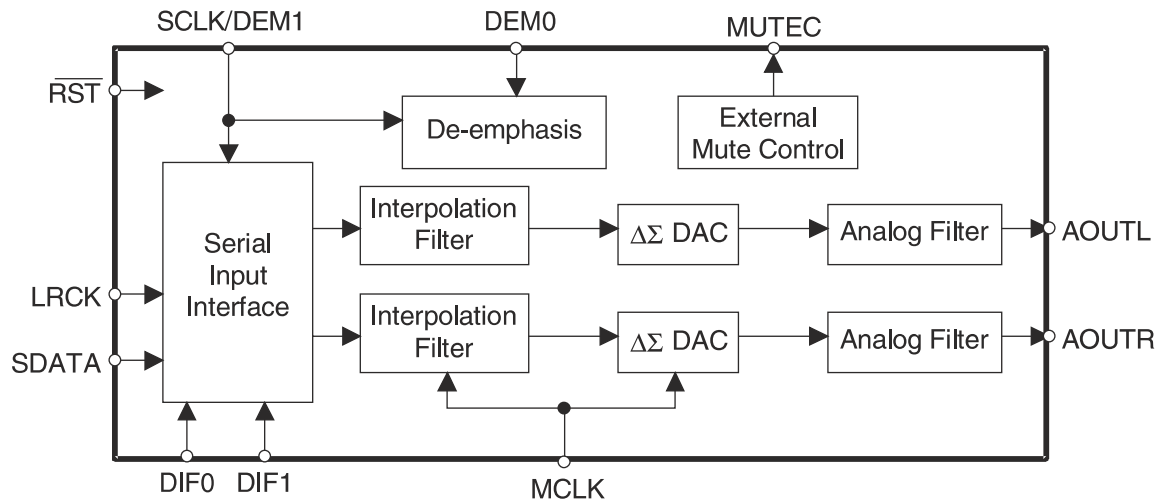 SCLK/DEM1
DEM0
MUTEC
R̅S̅T̅
De-emphasis
External
Mute Control
Serial
Input
Interface
Interpolation
Filter
ΔΣ DAC
Analog Filter
AOUTL
LRCK
Interpolation
Filter
ΔΣ DAC
Analog Filter
AOUTR
SDATA
DIF0
DIF1
MCLK